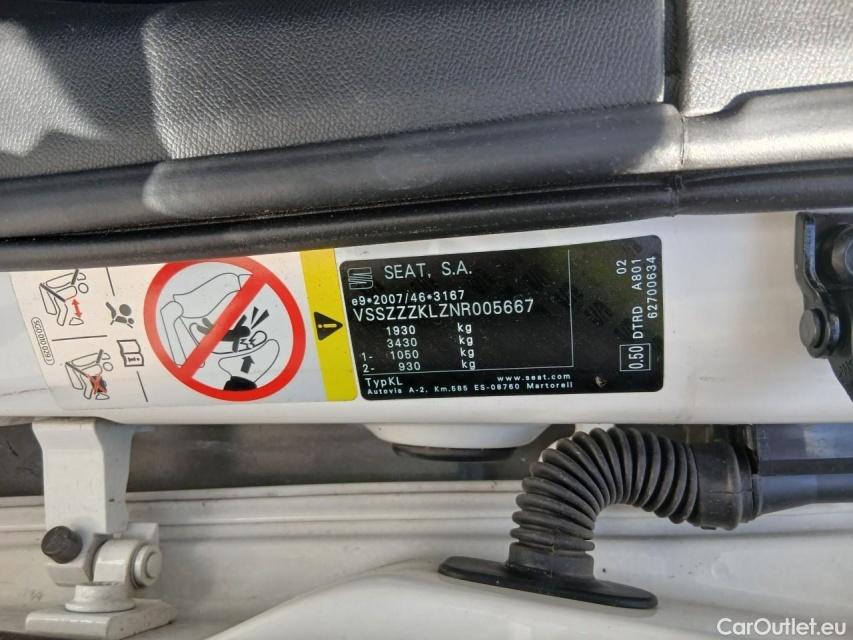 SEAT, S.A.
e9*2007/46*3167
VSSZZZKLZNR005667
1930 kg
3430 kg
1- 1050 kg
2- 930 kg
TypKL www.seat.com
Autovia A-2, Km.585 ES-08760 Martorell
0.50 DTRD A801 02
62700634
CarOutlet.eu